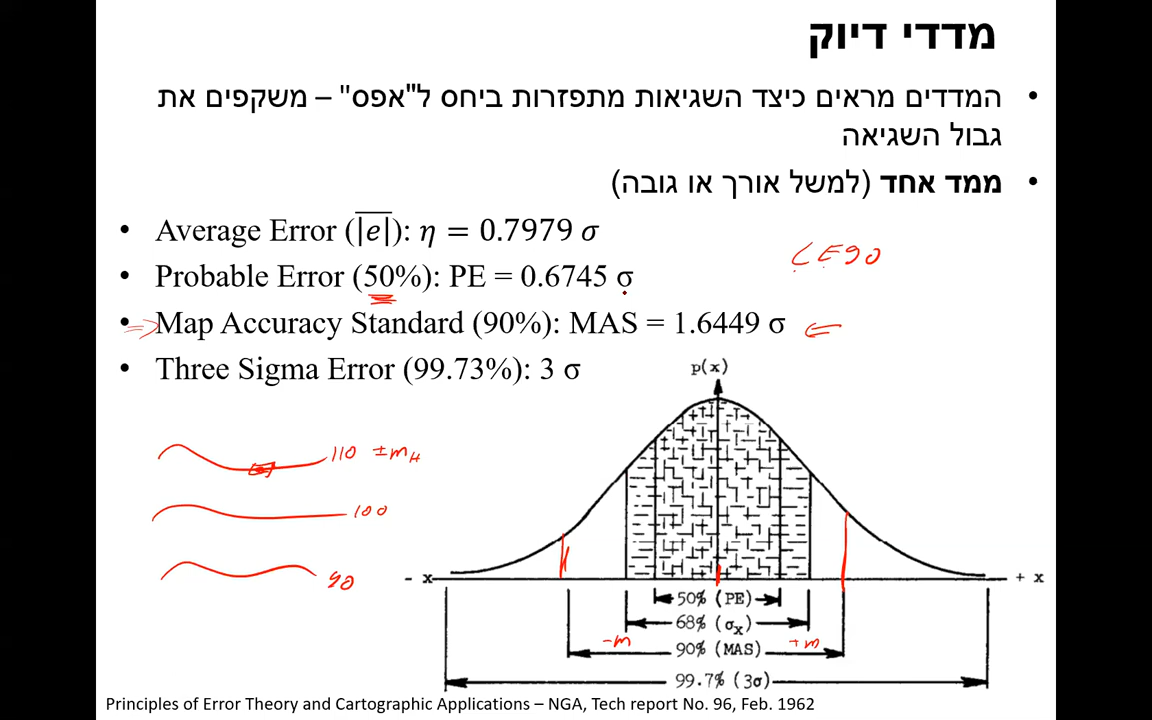 מדדי דיוק
• המדדים מראים כיצד השגיאות מתפזרות ביחס ל"אפס" – משקפים את
גבול השגיאה
• ממד אחד (למשל אורך או גובה)
• Average Error (|e|): η = 0.7979 σ
CE90
• Probable Error (50%): PE = 0.6745 σ
• Map Accuracy Standard (90%): MAS = 1.6449 σ
• Three Sigma Error (99.73%): 3 σ
p(x)
110 ±mH
100
90
- x
+ x
50% (PE)
68% (σx)
-m
+m
90% (MAS)
99.7% (3σ)
Principles of Error Theory and Cartographic Applications – NGA, Tech report No. 96, Feb. 1962